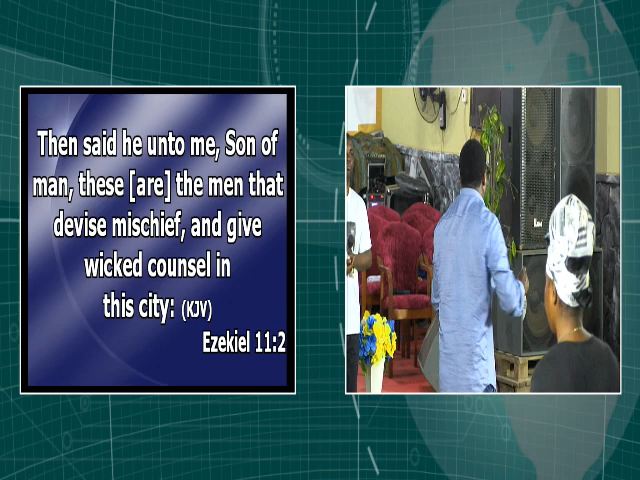 Then said he unto me, Son of
man, these [are] the men that
devise mischief, and give
wicked counsel in
this city: (KJV)
Ezekiel 11:2